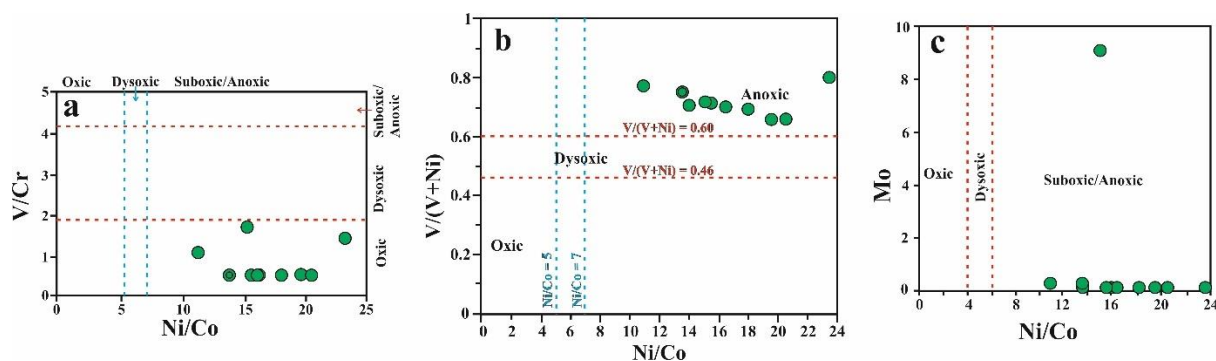 Oxic Dysoxic Suboxic/Anoxic
a
5
4
3
2
1
0
V/Cr
0 5 10 15 20 25
Ni/Co
Suboxic/
Anoxic
Dysoxic
Oxic
b
1
0.8
0.6
0.4
0.2
0
V/(V+Ni)
Anoxic
V/(V+Ni) = 0.60
Dysoxic
V/(V+Ni) = 0.46
Oxic
Ni/Co = 5
Ni/Co = 7
0 2 4 6 8 10 12 14 16 18 20 22 24
Ni/Co
c
10
8
6
4
2
0
Mo
Oxic
Dysoxic
Suboxic/Anoxic
0 4 8 12 16 20 24
Ni/Co